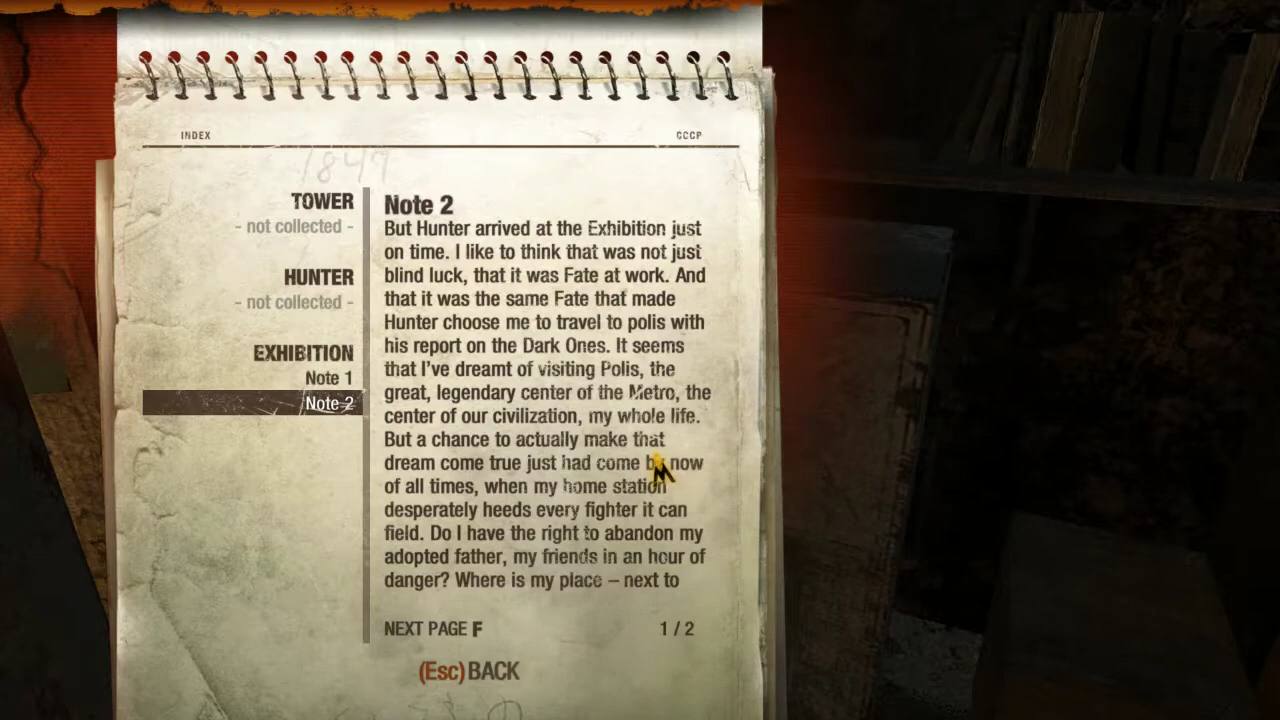 INDEX
CCCP
1847
TOWER
- not collected -
HUNTER
- not collected -
EXHIBITION
Note 1
Note 2
Note 2
But Hunter arrived at the Exhibition just
on time. I like to think that was not just
blind luck, that it was Fate at work. And
that it was the same Fate that made
Hunter choose me to travel to polis with
his report on the Dark Ones. It seems
that I've dreamt of visiting Polis, the
great, legendary center of the Metro, the
center of our civilization, my whole life.
But a chance to actually make that
dream come true just had come by now
of all times, when my home station
desperately heeds every fighter it can
field. Do I have the right to abandon my
adopted father, my friends in an hour of
danger? Where is my place – next to
NEXT PAGE F
1 / 2
(Esc) BACK